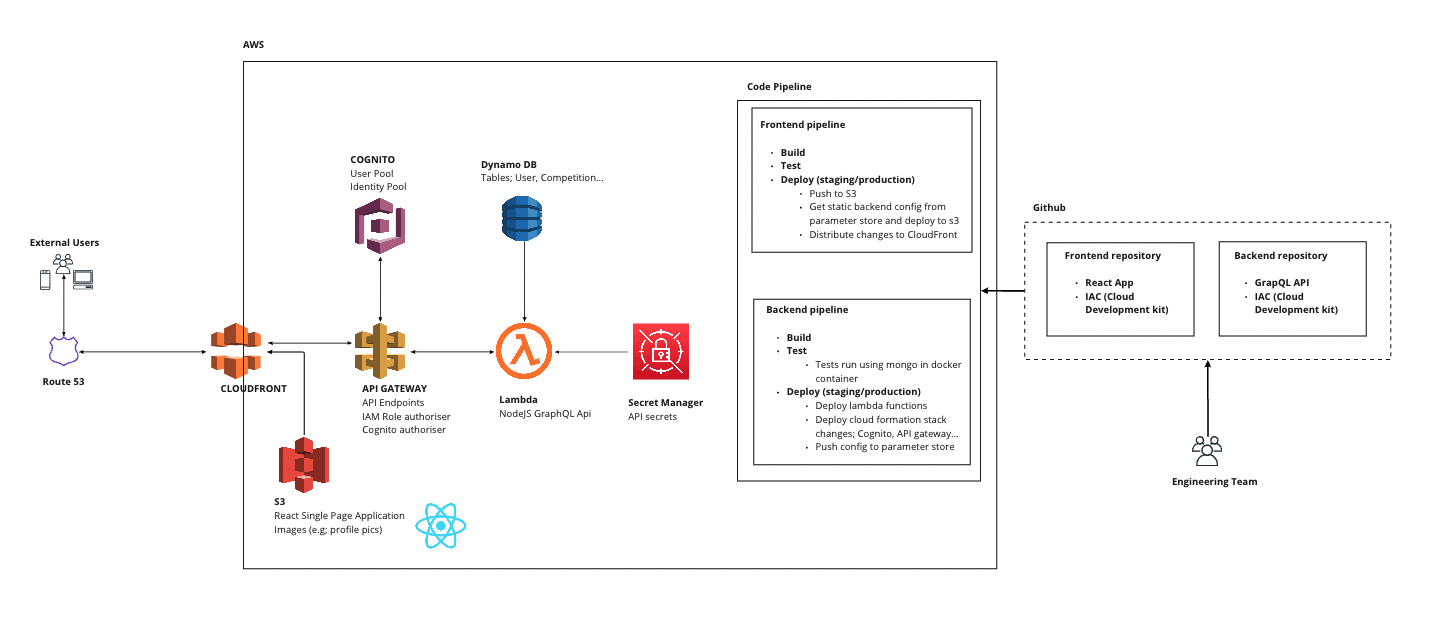 AWS
Code Pipeline
Frontend pipeline
· Build
· Test
· Deploy (staging/production)
· Push to S3
· Get static backend config from
parameter store and deploy to s3
· Distribute changes to CloudFront
COGNITO
User Pool
Identity Pool
Dynamo DB
Tables; User, Competition...
Github
Frontend repository
· React App
· IAC (Cloud
Development kit)
Backend repository
· GrapQL API
· IAC (Cloud
Development kit)
External Users
Route 53
CLOUDFRONT
API GATEWAY
API Endpoints
IAM Role authoriser
Cognito authoriser
Lambda
NodeJS GraphQL Api
Secret Manager
API secrets
Backend pipeline
· Build
· Test
· Tests run using mongo in docker
container
· Deploy (staging/production)
· Deploy lambda functions
· Deploy cloud formation stack
changes; Cognito, API gateway...
· Push config to parameter store
Engineering Team
S3
React Single Page Application
Images (e.g; profile pics)